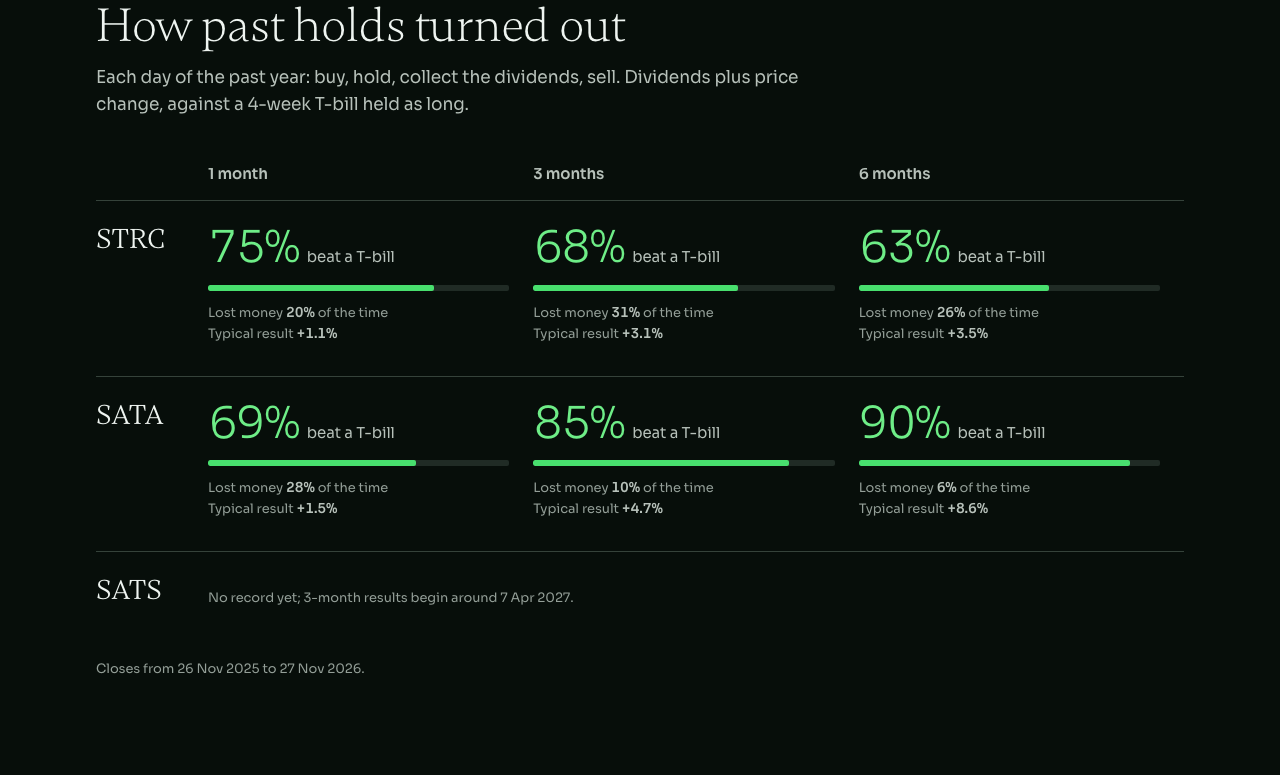 How past holds turned out
Each day of the past year: buy, hold, collect the dividends, sell. Dividends plus price
change, against a 4-week T-bill held as long.
1 month
3 months
6 months
STRC
75% beat a T-bill
Lost money 20% of the time
Typical result +1.1%
68% beat a T-bill
Lost money 31% of the time
Typical result +3.1%
63% beat a T-bill
Lost money 26% of the time
Typical result +3.5%
SATA
69% beat a T-bill
Lost money 28% of the time
Typical result +1.5%
85% beat a T-bill
Lost money 10% of the time
Typical result +4.7%
90% beat a T-bill
Lost money 6% of the time
Typical result +8.6%
SATS
No record yet; 3-month results begin around 7 Apr 2027.
Closes from 26 Nov 2025 to 27 Nov 2026.